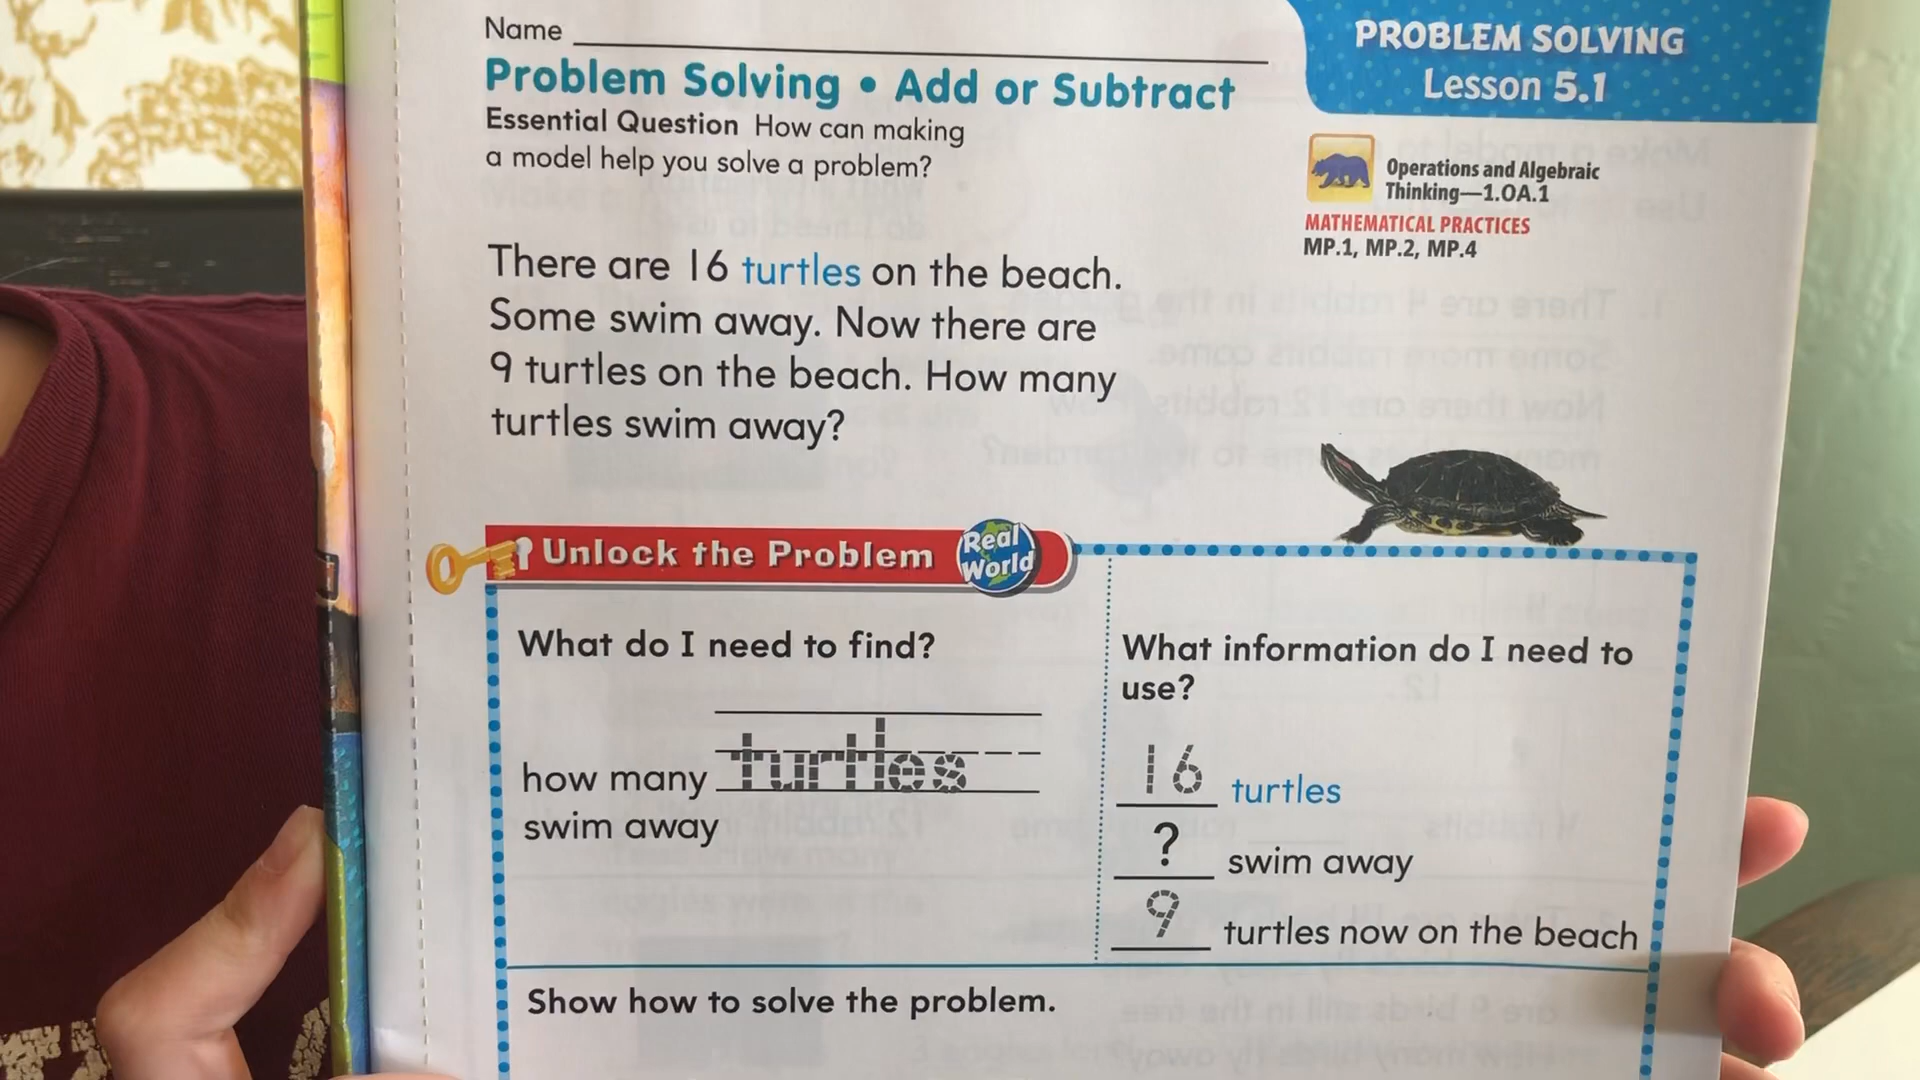 Name
PROBLEM SOLVING
Lesson 5.1
Problem Solving • Add or Subtract
Essential Question How can making
a model help you solve a problem?
Operations and Algebraic
Thinking—1.OA.1
MATHEMATICAL PRACTICES
MP.1, MP.2, MP.4
There are 16 turtles on the beach.
Some swim away. Now there are
9 turtles on the beach. How many
turtles swim away?
Unlock the Problem
Real
World
What do I need to find?
how many turtles
swim away
What information do I need to
use?
16 turtles
? swim away
9 turtles now on the beach
Show how to solve the problem.